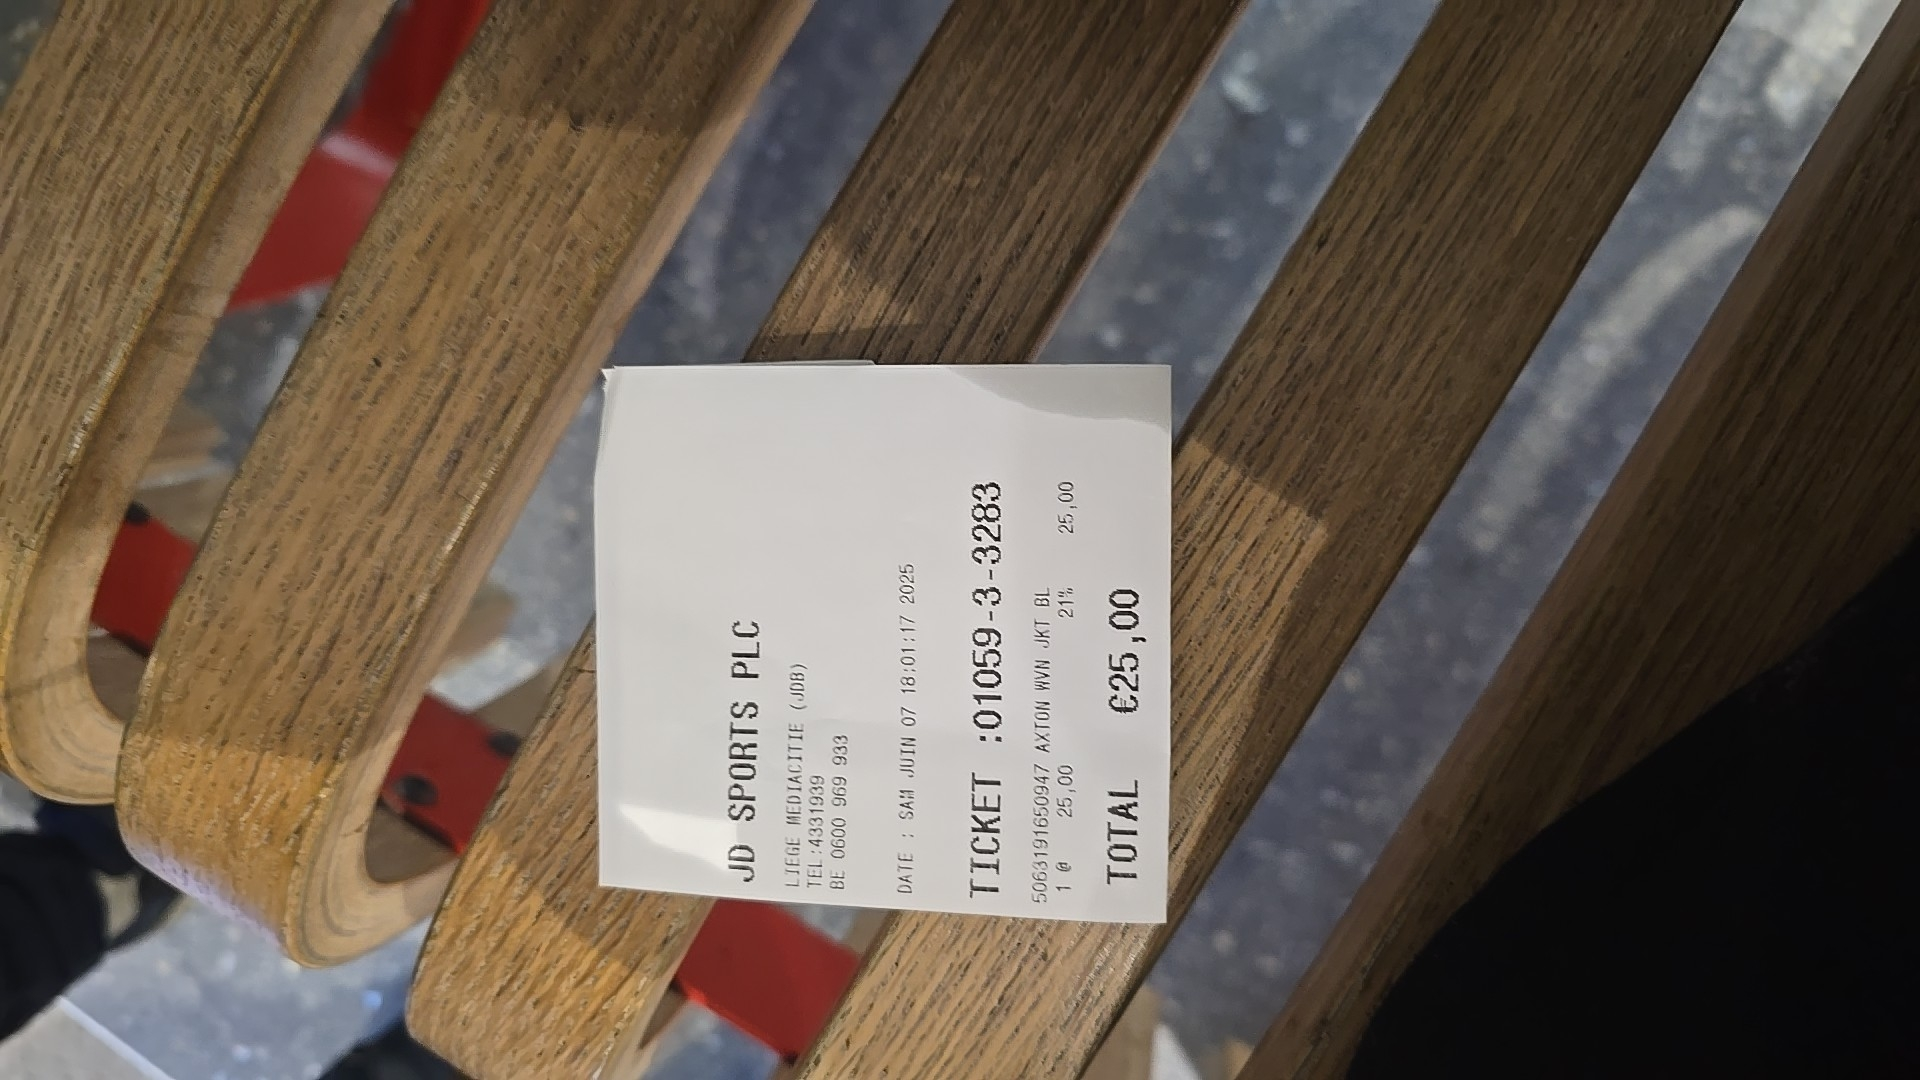 JD SPORTS PLC
LIEGE MEDIACITIE (JDB)
TEL:4331939
BE 0600 969 933
DATE : SAM JUIN 07 18:01:17 2025
TICKET :01059-3-3283
5063191650947 AXTON WVN JKT BL
1 @ 25,00 21% 25,00
TOTAL €25,00